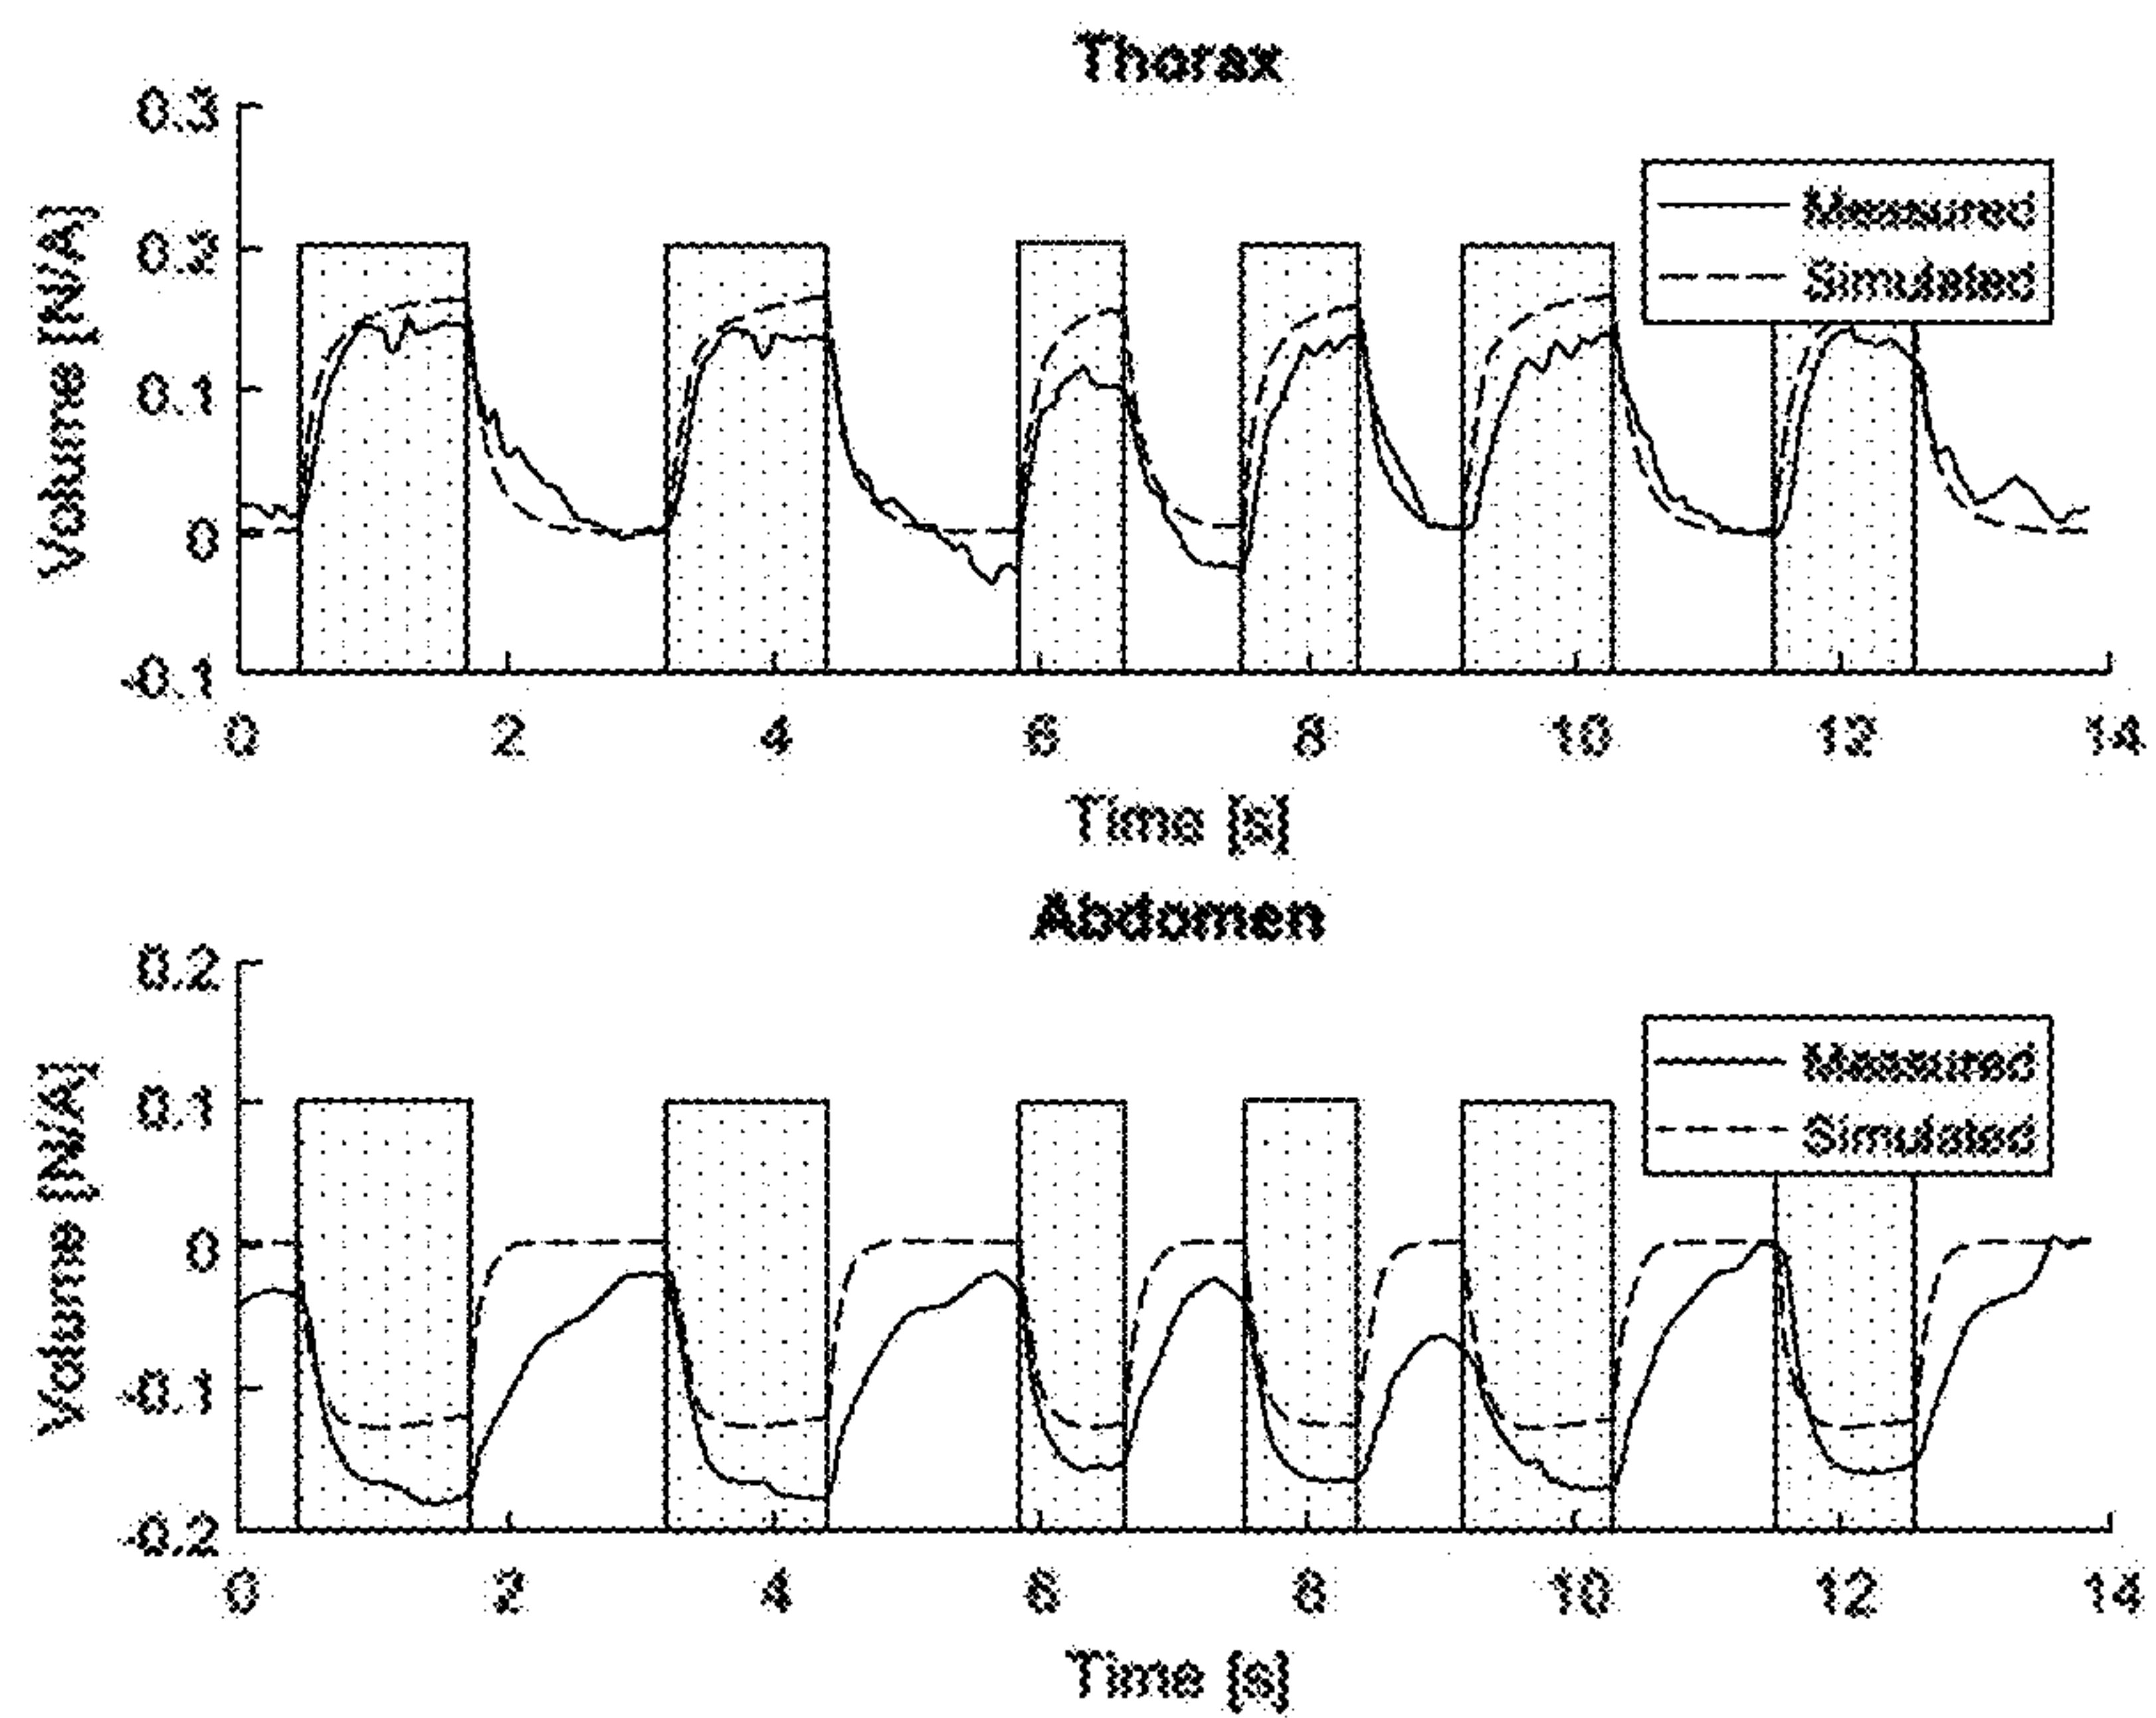 Thorax
0.3
0.2
0.1
0
-0.1
Volume [N/A]
Measured
Simulated
0 2 4 6 8 10 12 14
Time [s]
Abdomen
0.2
0.1
0
-0.1
-0.2
Volume [N/A]
Measured
Simulated
0 2 4 6 8 10 12 14
Time [s]